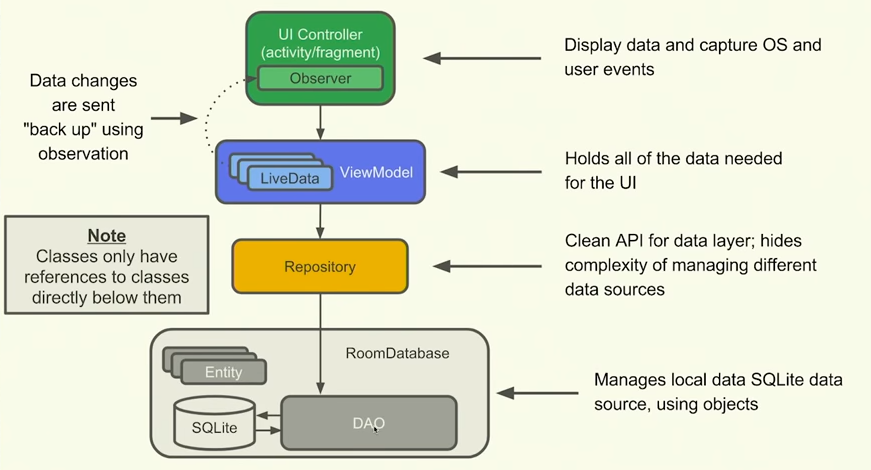 UI Controller
(activity/fragment)
Observer
Display data and capture OS and
user events
Data changes
are sent
"back up" using
observation
LiveData
ViewModel
Holds all of the data needed
for the UI
Note
Classes only have
references to classes
directly below them
Repository
Clean API for data layer; hides
complexity of managing different
data sources
RoomDatabase
Entity
SQLite
DAO
Manages local data SQLite data
source, using objects